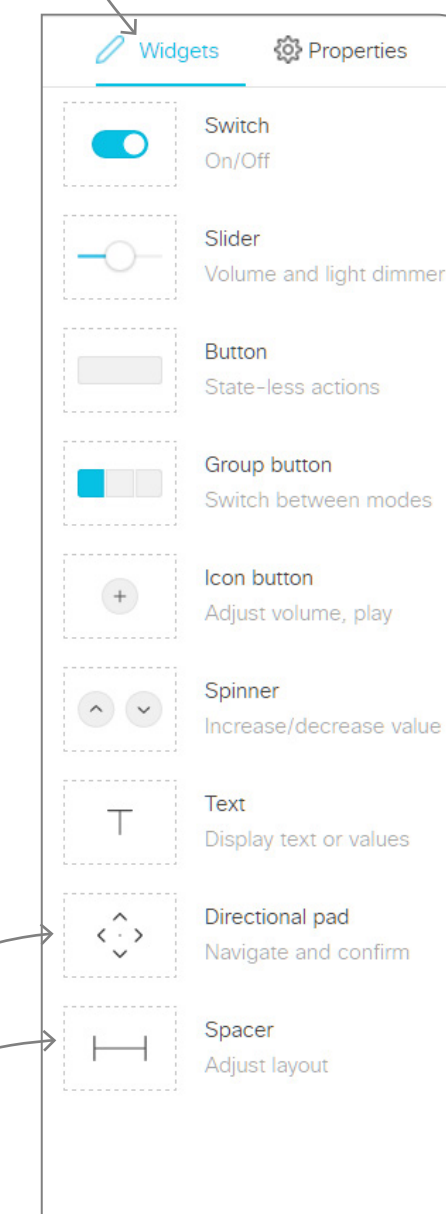 Widgets Properties
Switch
On/Off
Slider
Volume and light dimmer
Button
State-less actions
Group button
Switch between modes
Icon button
Adjust volume, play
Spinner
Increase/decrease value
Text
Display text or values
Directional pad
Navigate and confirm
Spacer
Adjust layout